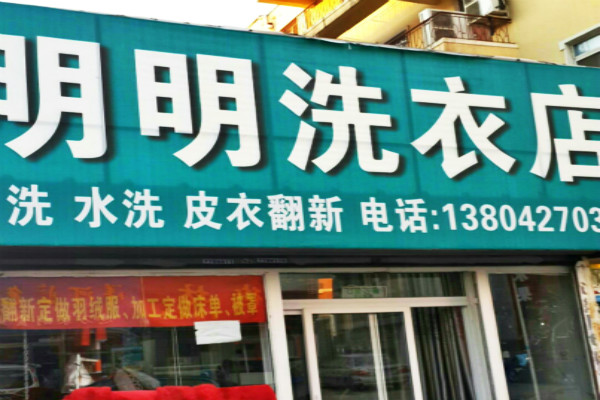 明明洗衣店
洗 水洗 皮衣翻新 电话:138042703
翻新定做羽绒服、加工定做床单、被罩